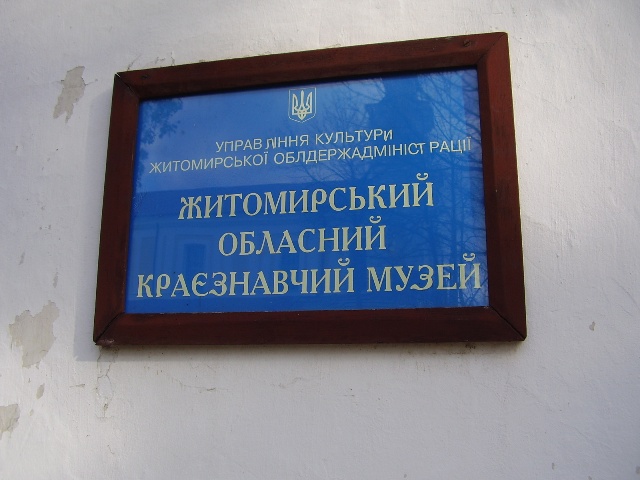 УПРАВЛІННЯ КУЛЬТУРИ
ЖИТОМИРСЬКОЇ ОБЛДЕРЖАДМІНІСТРАЦІЇ
ЖИТОМИРСЬКИЙ
ОБЛАСНИЙ
КРАЄЗНАВЧИЙ МУЗЕЙ